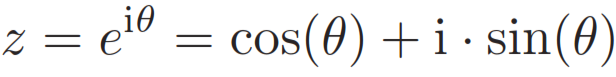 z = e^{iθ} = cos(θ) + i · sin(θ)